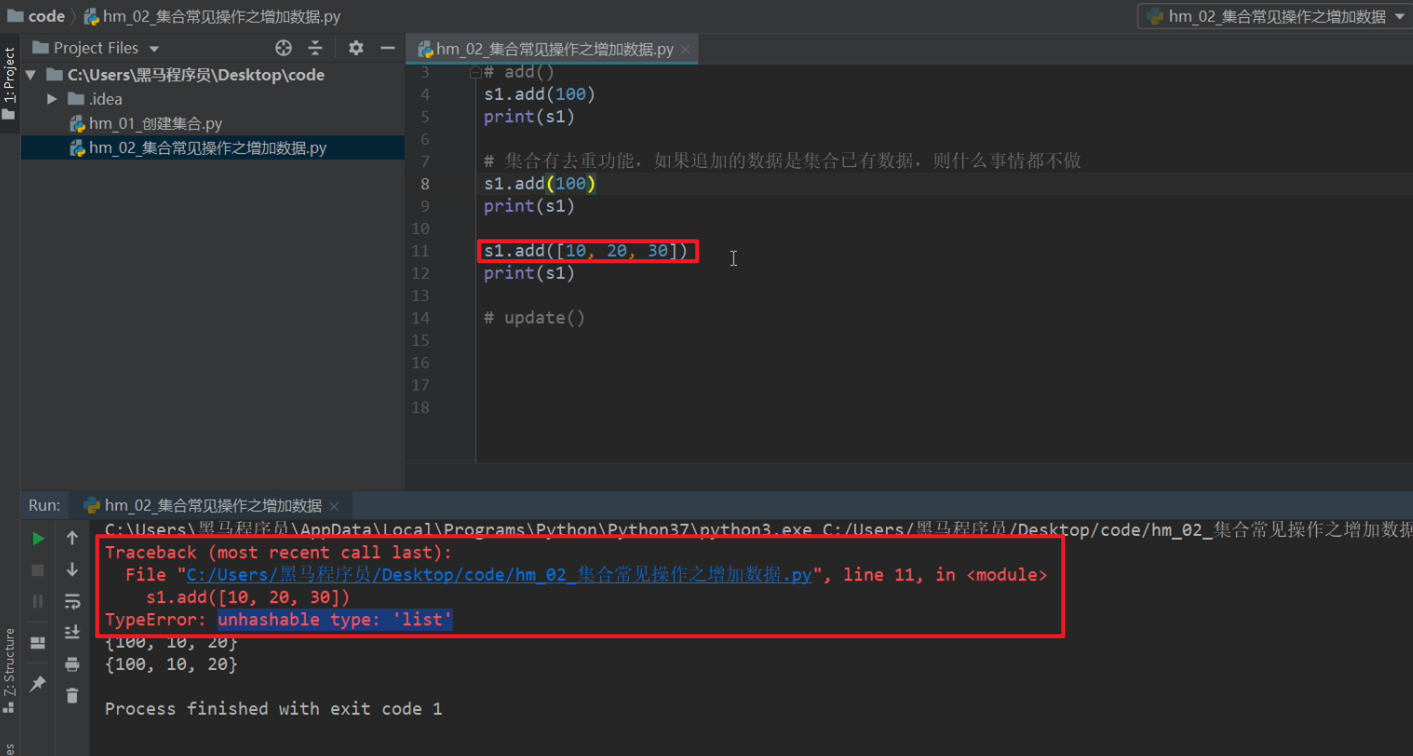 code 〉 hm_02_集合常见操作之增加数据.py
hm_02_集合常见操作之增加数据
1: Project
Project Files
hm_02_集合常见操作之增加数据.py ×
C:\Users\黑马程序员\Desktop\code
.idea
hm_01_创建集合.py
hm_02_集合常见操作之增加数据.py
3 # add()
4 s1.add(100)
5 print(s1)
6
7 # 集合有去重功能，如果追加的数据是集合已有数据，则什么事情都不做
8 s1.add(100)
9 print(s1)
10
11 s1.add([10, 20, 30])
12 print(s1)
13
14 # update()
15
16
17
18
Run: hm_02_集合常见操作之增加数据 ×
C:\Users\黑马程序员\AppData\Local\Programs\Python\Python37\python3.exe C:/Users/黑马程序员/Desktop/code/hm_02_集合常见操作之增加数据
Traceback (most recent call last):
File "C:/Users/黑马程序员/Desktop/code/hm_02_集合常见操作之增加数据.py", line 11, in <module>
s1.add([10, 20, 30])
TypeError: unhashable type: 'list'
{100, 10, 20}
{100, 10, 20}
Process finished with exit code 1
Z: Structure